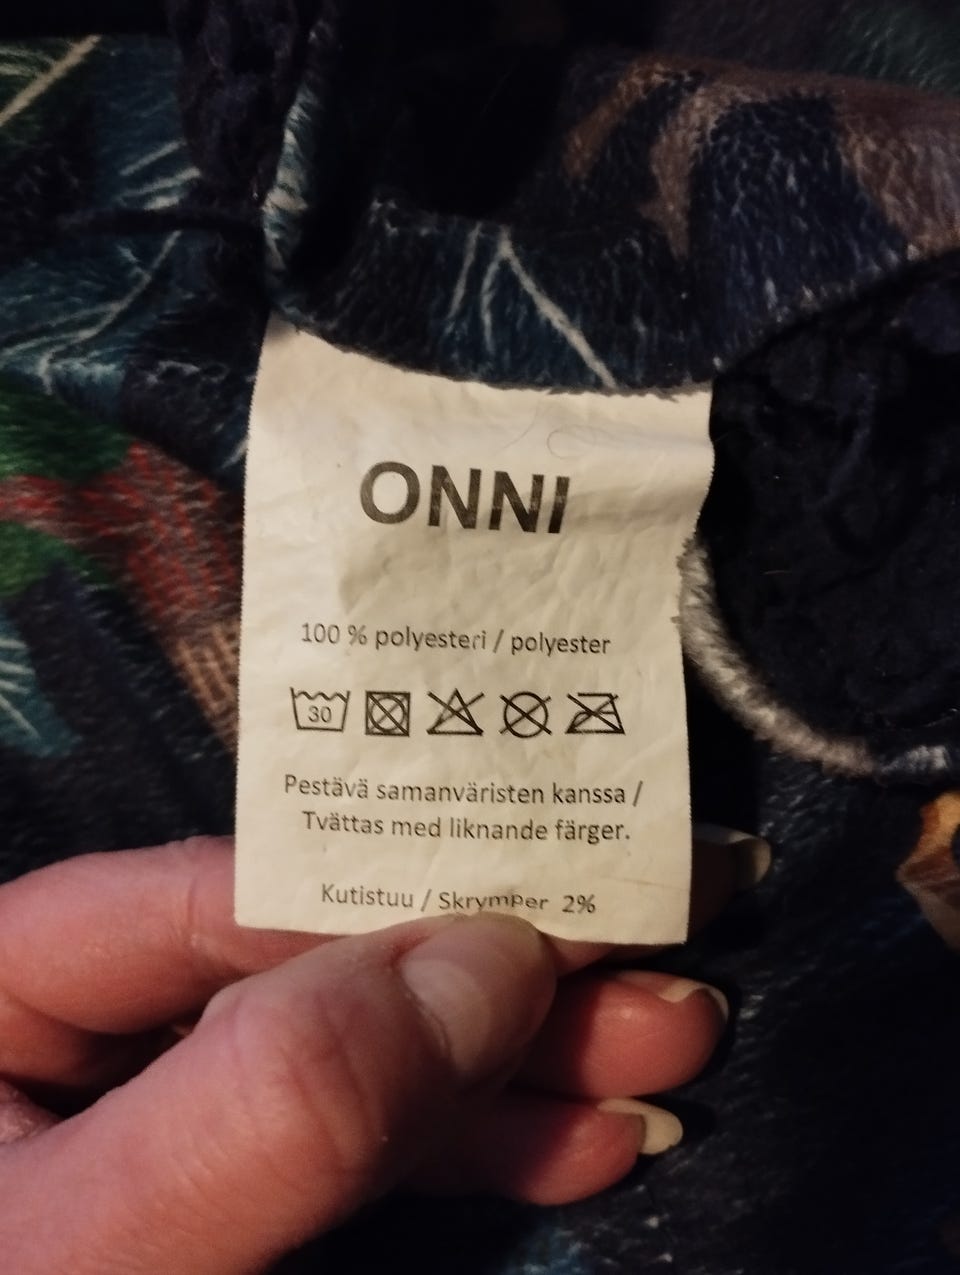 ONNI
100 % polyesteri / polyester
30
Pestävä samanväristen kanssa /
Tvättas med liknande färger.
Kutistuu / Skrymper 2%